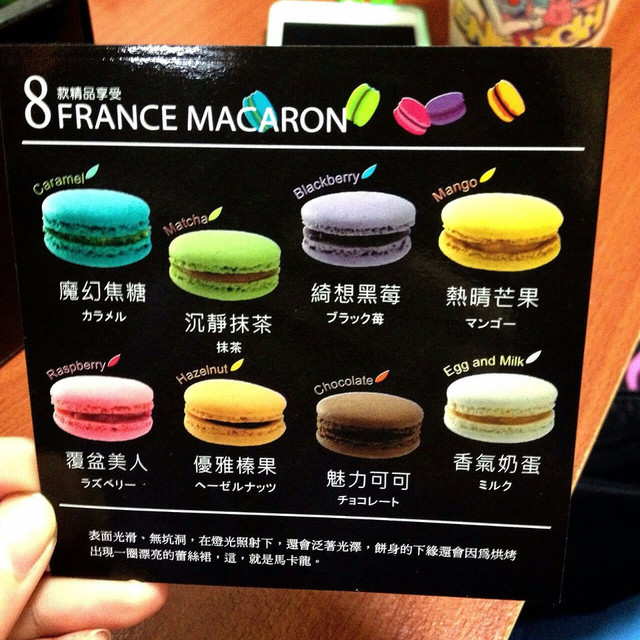 8
款精品享受
FRANCE MACARON
Caramel
魔幻焦糖
カラメル
Matcha
沉靜抹茶
抹茶
Blackberry
綺想黑莓
ブラック苺
Mango
熱晴芒果
マンゴー
Raspberry
覆盆美人
ラズベリー
Hazelnut
優雅榛果
ヘーゼルナッツ
Chocolate
魅力可可
チョコレート
Egg and Milk
香氣奶蛋
ミルク
表面光滑、無坑洞，在燈光照射下，還會泛著光澤，餅身的下緣還會因為烘烤
出現一圈漂亮的蕾絲裙，這，就是馬卡龍。